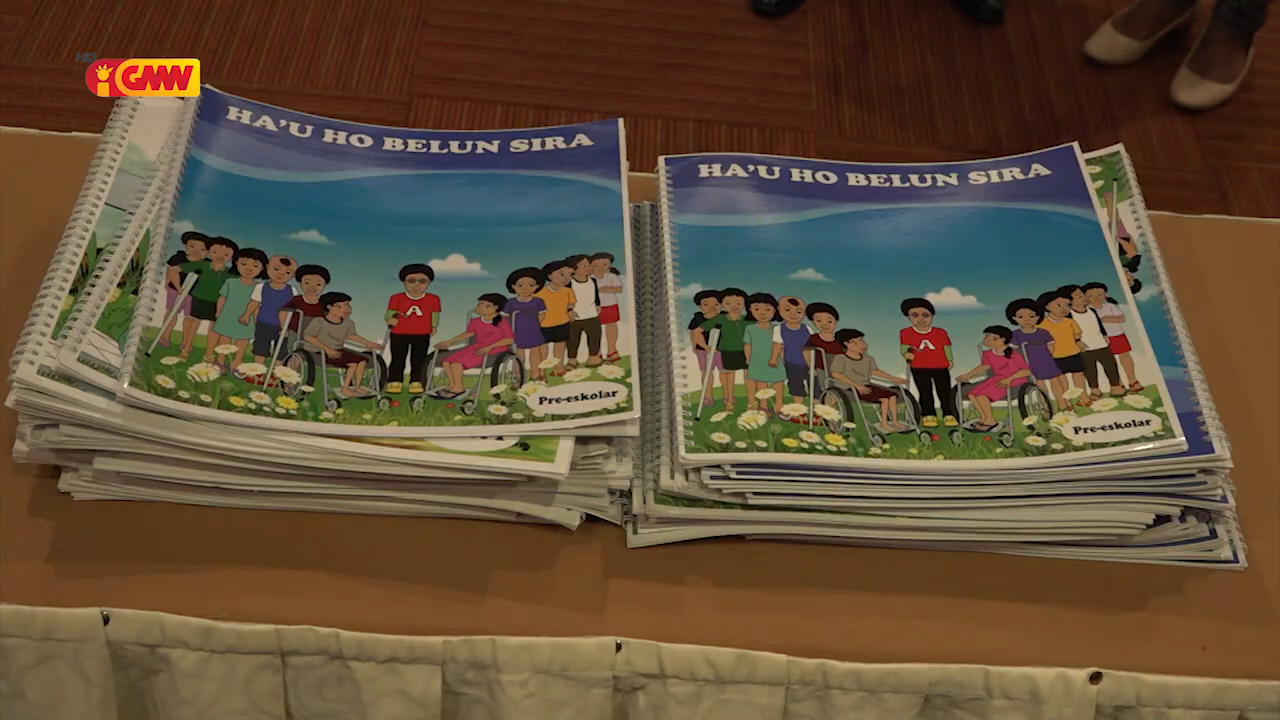 GMN
HA'U HO BELUN SIRA
A
Pre-eskolar
HA'U HO BELUN SIRA
A
Pre-eskolar